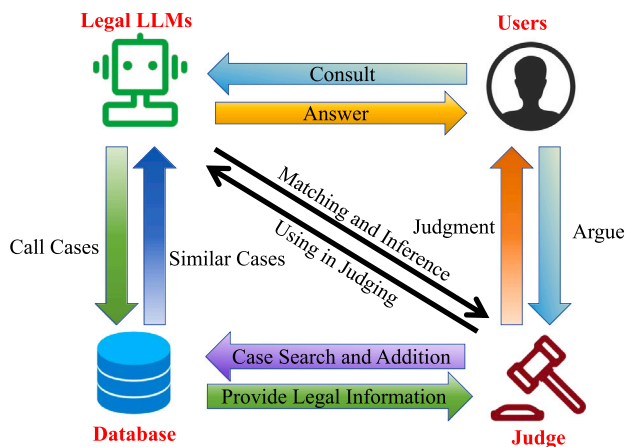 Legal LLMs
Users
Consult
Answer
Matching and Inference
Using in Judging
Call Cases
Similar Cases
Judgment
Argue
Case Search and Addition
Provide Legal Information
Database
Judge